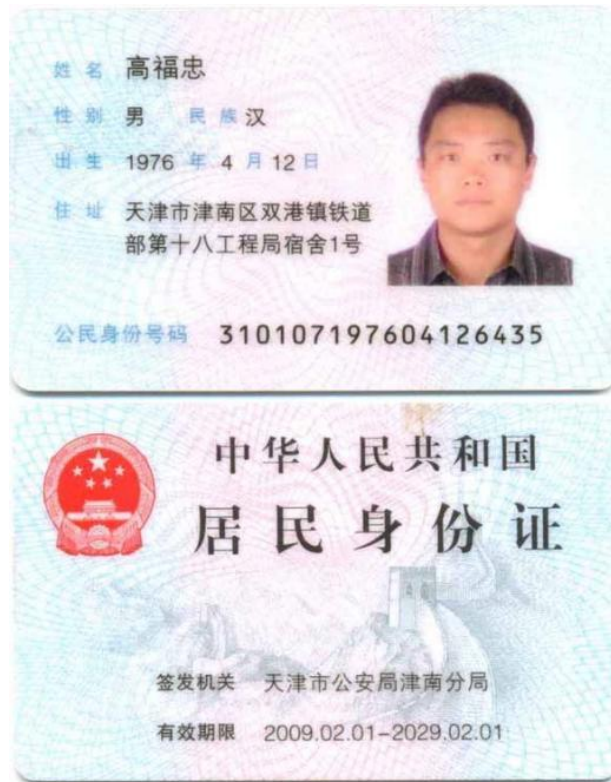 姓名 高福忠
性别 男 民族 汉
出生 1976 年 4 月 12 日
住址 天津市津南区双港镇铁道
部第十八工程局宿舍1号
公民身份号码 310107197604126435
中华人民共和国
居民身份证
签发机关 天津市公安局津南分局
有效期限 2009.02.01-2029.02.01